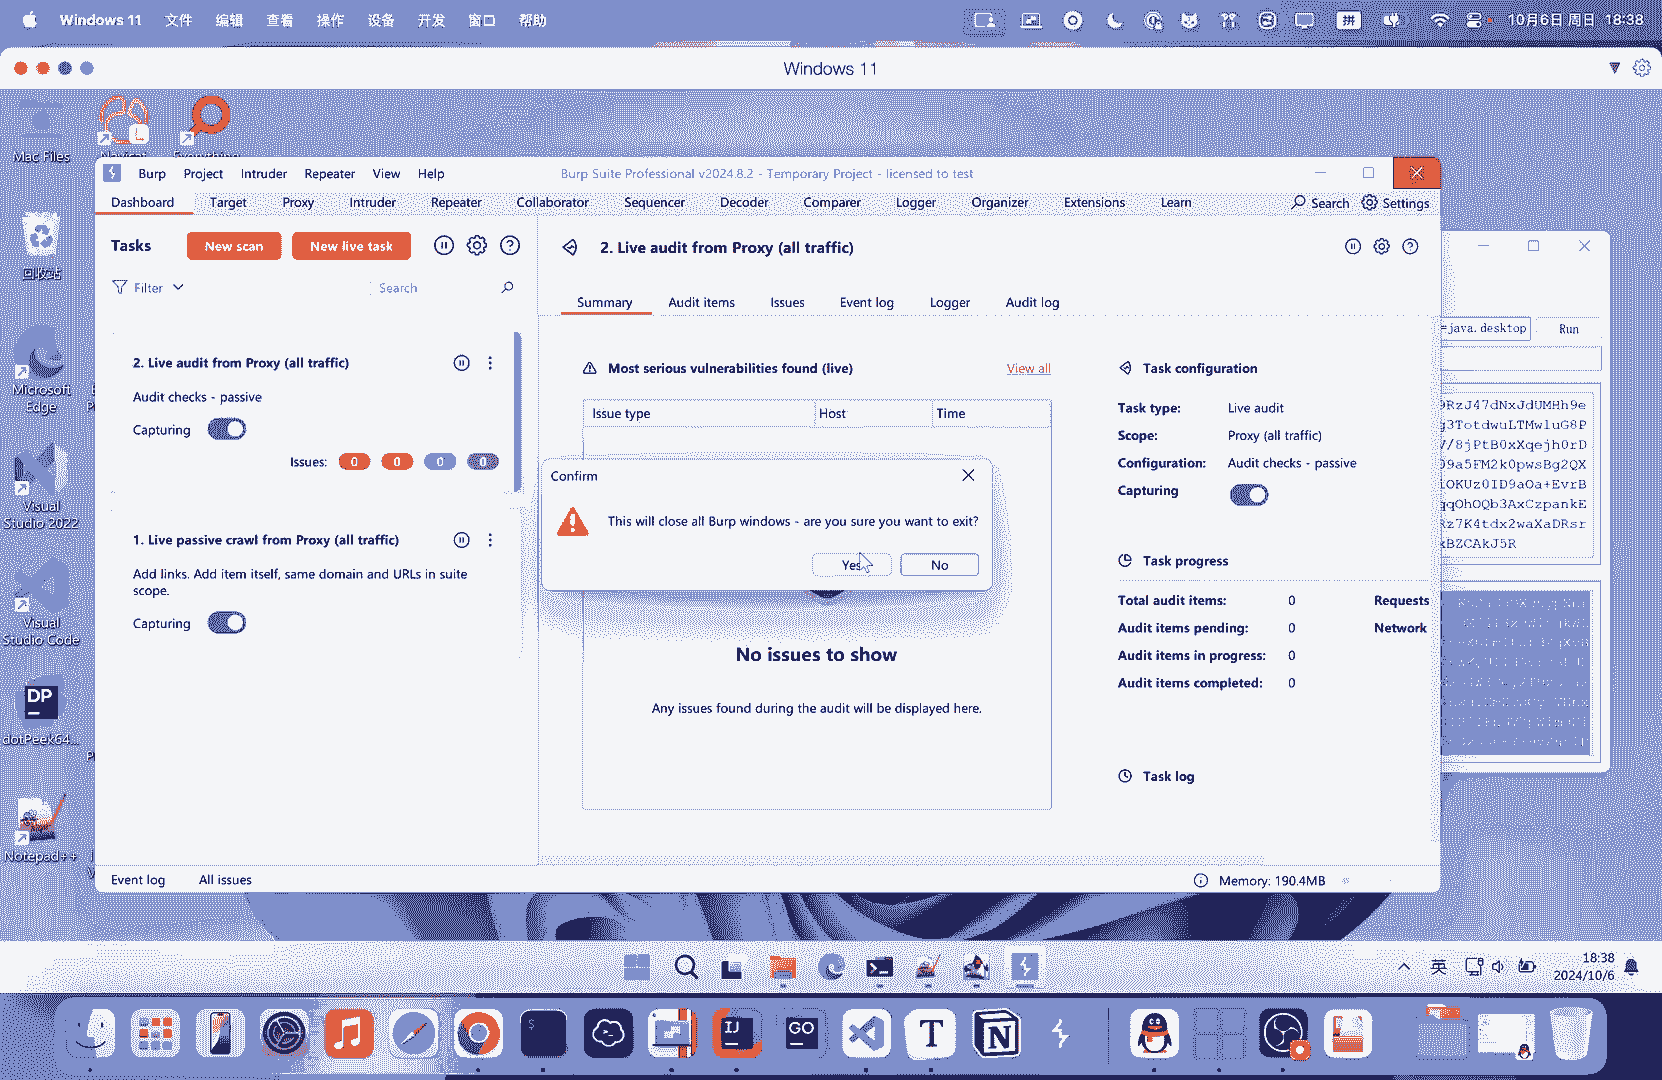 Windows 11 文件 编辑 查看 操作 设备 开发 窗口 帮助 拼 10月6日 周日 18:38
Windows 11
Mac Files
Burp Project Intruder Repeater View Help
Burp Suite Professional v2024.8.2 - Temporary Project - licensed to test
Dashboard Target Proxy Intruder Repeater Collaborator Sequencer Decoder Comparer Logger Organizer Extensions Learn Search Settings
Tasks New scan New live task
Filter Search
2. Live audit from Proxy (all traffic)
Audit checks - passive
Capturing
Issues: 0 0 0 0
1. Live passive crawl from Proxy (all traffic)
Add links. Add item itself, same domain and URLs in suite
scope.
Capturing
2. Live audit from Proxy (all traffic)
Summary Audit items Issues Event log Logger Audit log
Most serious vulnerabilities found (live) View all
Issue type Host Time
No issues to show
Any issues found during the audit will be displayed here.
Task configuration
Task type: Live audit
Scope: Proxy (all traffic)
Configuration: Audit checks - passive
Capturing
Task progress
Total audit items: 0 Requests
Audit items pending: 0 Network
Audit items in progress: 0
Audit items completed: 0
Task log
Confirm
This will close all Burp windows - are you sure you want to exit?
Yes No
Event log All issues Memory: 190.4MB
=java.desktop Run
9RzJ47dNxJdUMHh9e
g3TotdwuLTMwluG8P
V/8jPtB0xXqejh0rD
D9a5FM2k0pwsBg2QX
iOKUz0ID9aOa+EvrB
qqOhOQb3AxCzpankE
Rz7K4tdx2waXaDRsr
kBZCAkJ5R
回收站
Microsoft
Edge
Visual
Studio 2022
Visual
Studio Code
DP
dotPeek64...
Notepad++
英 18:38
2024/10/6
IJ
GO
T
N